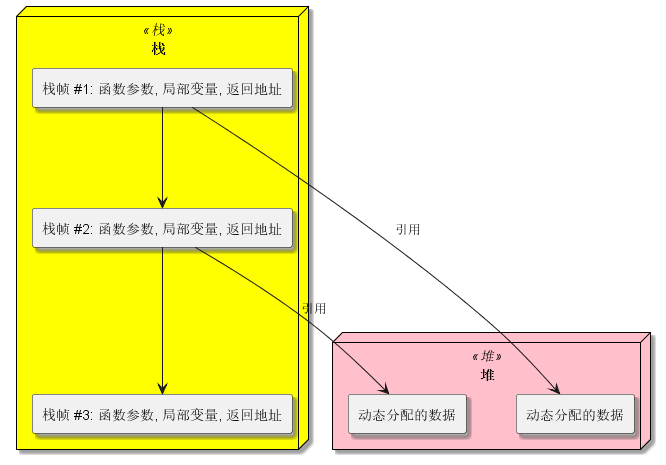 «栈»
栈
栈帧 #1: 函数参数, 局部变量, 返回地址
栈帧 #2: 函数参数, 局部变量, 返回地址
引用
引用
«堆»
堆
栈帧 #3: 函数参数, 局部变量, 返回地址
动态分配的数据
动态分配的数据